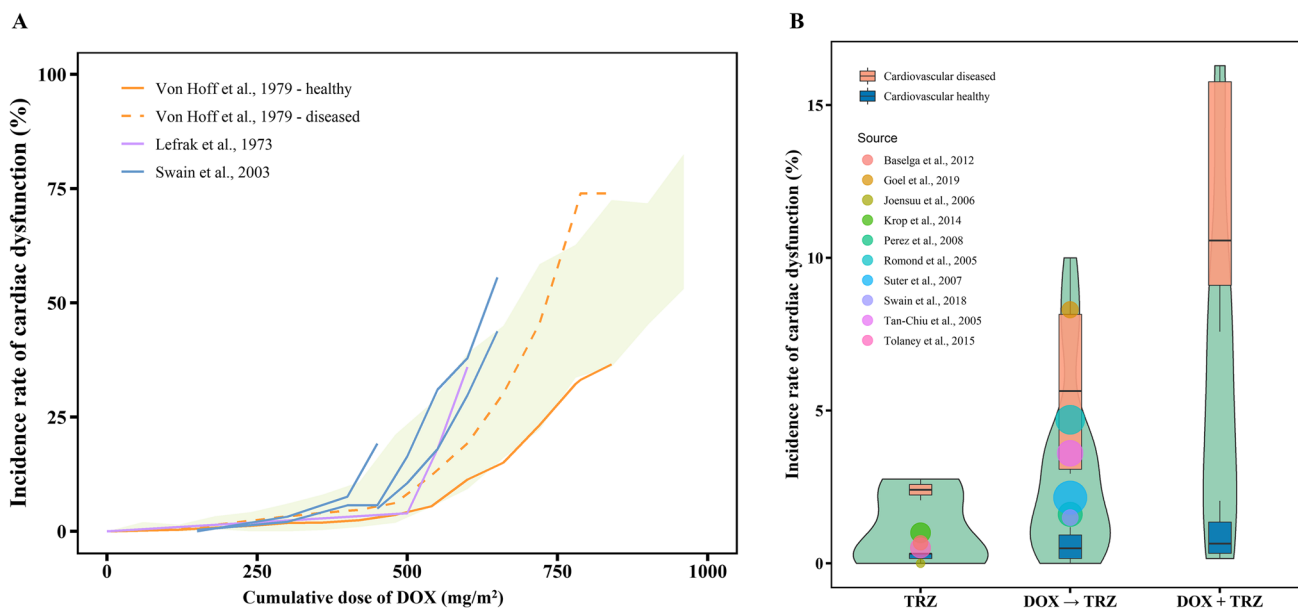 A
Incidence rate of cardiac dysfunction (%)
100
75
50
25
0
Von Hoff et al., 1979 - healthy
Von Hoff et al., 1979 - diseased
Lefrak et al., 1973
Swain et al., 2003
0
250
500
750
1000
Cumulative dose of DOX (mg/m²)
B
Incidence rate of cardiac dysfunction (%)
15
10
5
0
Cardiovascular diseased
Cardiovascular healthy
Source
Baselga et al., 2012
Goel et al., 2019
Joensuu et al., 2006
Krop et al., 2014
Perez et al., 2008
Romond et al., 2005
Suter et al., 2007
Swain et al., 2018
Tan-Chiu et al., 2005
Tolaney et al., 2015
TRZ
DOX → TRZ
DOX + TRZ